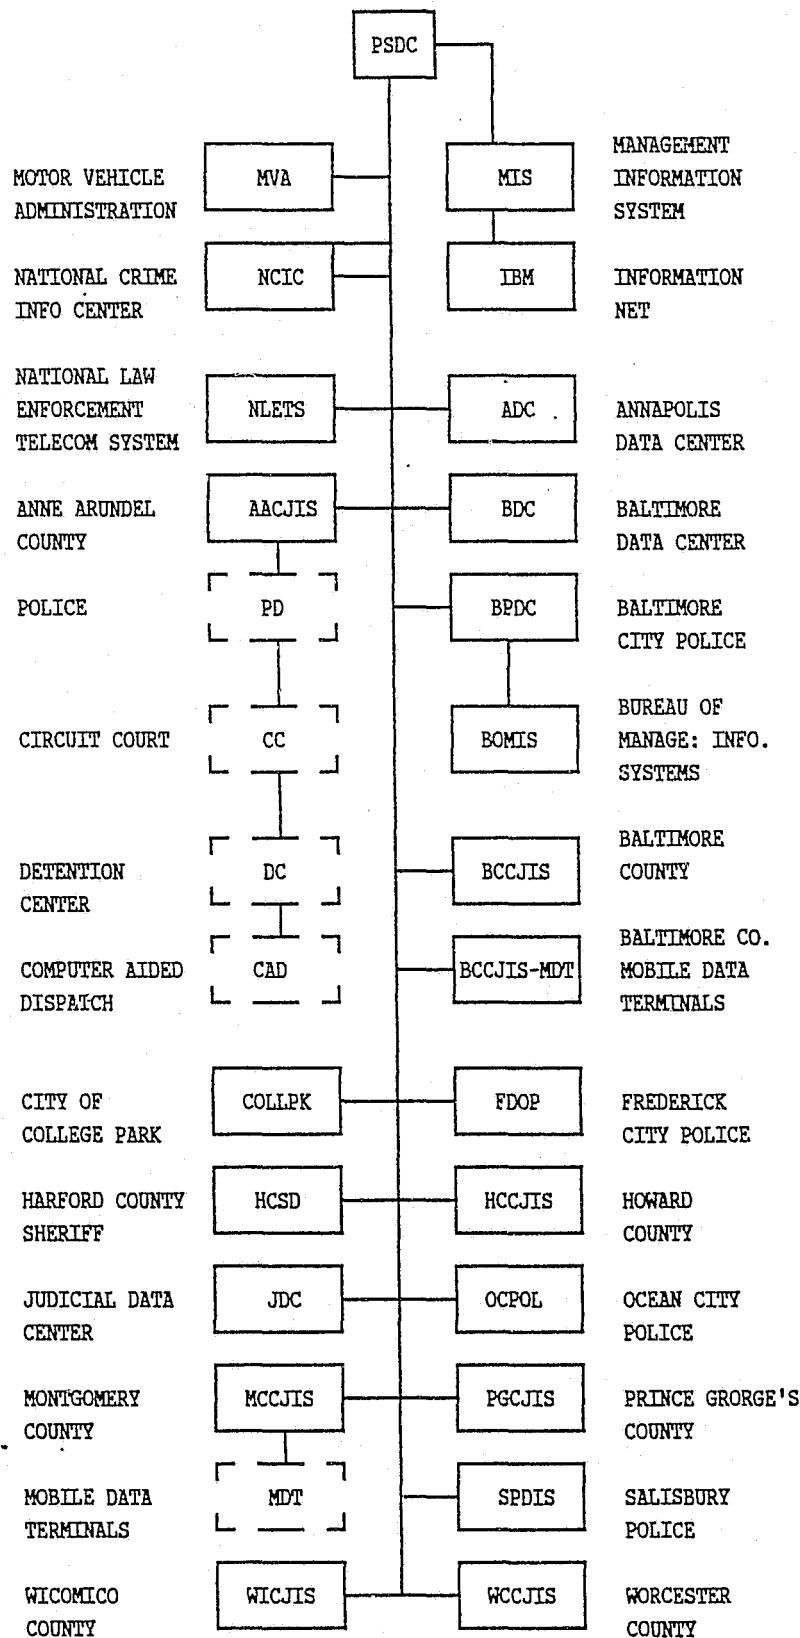 PSDC
MOTOR VEHICLE
ADMINISTRATION
MVA
MIS
MANAGEMENT
INFORMATION
SYSTEM
NATIONAL CRIME
INFO CENTER
NCIC
IBM
INFORMATION
NET
NATIONAL LAW
ENFORCEMENT
TELECOM SYSTEM
NLETS
ADC
ANNAPOLIS
DATA CENTER
ANNE ARUNDEL
COUNTY
AACJIS
BDC
BALTIMORE
DATA CENTER
POLICE
PD
BPDC
BALTIMORE
CITY POLICE
CIRCUIT COURT
CC
BOMIS
BUREAU OF
MANAGE: INFO.
SYSTEMS
DETENTION
CENTER
DC
BCCJIS
BALTIMORE
COUNTY
COMPUTER AIDED
DISPATCH
CAD
BCCJIS-MDT
BALTIMORE CO.
MOBILE DATA
TERMINALS
CITY OF
COLLEGE PARK
COLLPK
FDOP
FREDERICK
CITY POLICE
HARFORD COUNTY
SHERIFF
HCSD
HCCJIS
HOWARD
COUNTY
JUDICIAL DATA
CENTER
JDC
OCPOL
OCEAN CITY
POLICE
MONTGOMERY
COUNTY
MCCJIS
PGCJIS
PRINCE GRORGE'S
COUNTY
MOBILE DATA
TERMINALS
MDT
SPDIS
SALISBURY
POLICE
WICOMICO
COUNTY
WICJIS
WCCJIS
WORCESTER
COUNTY